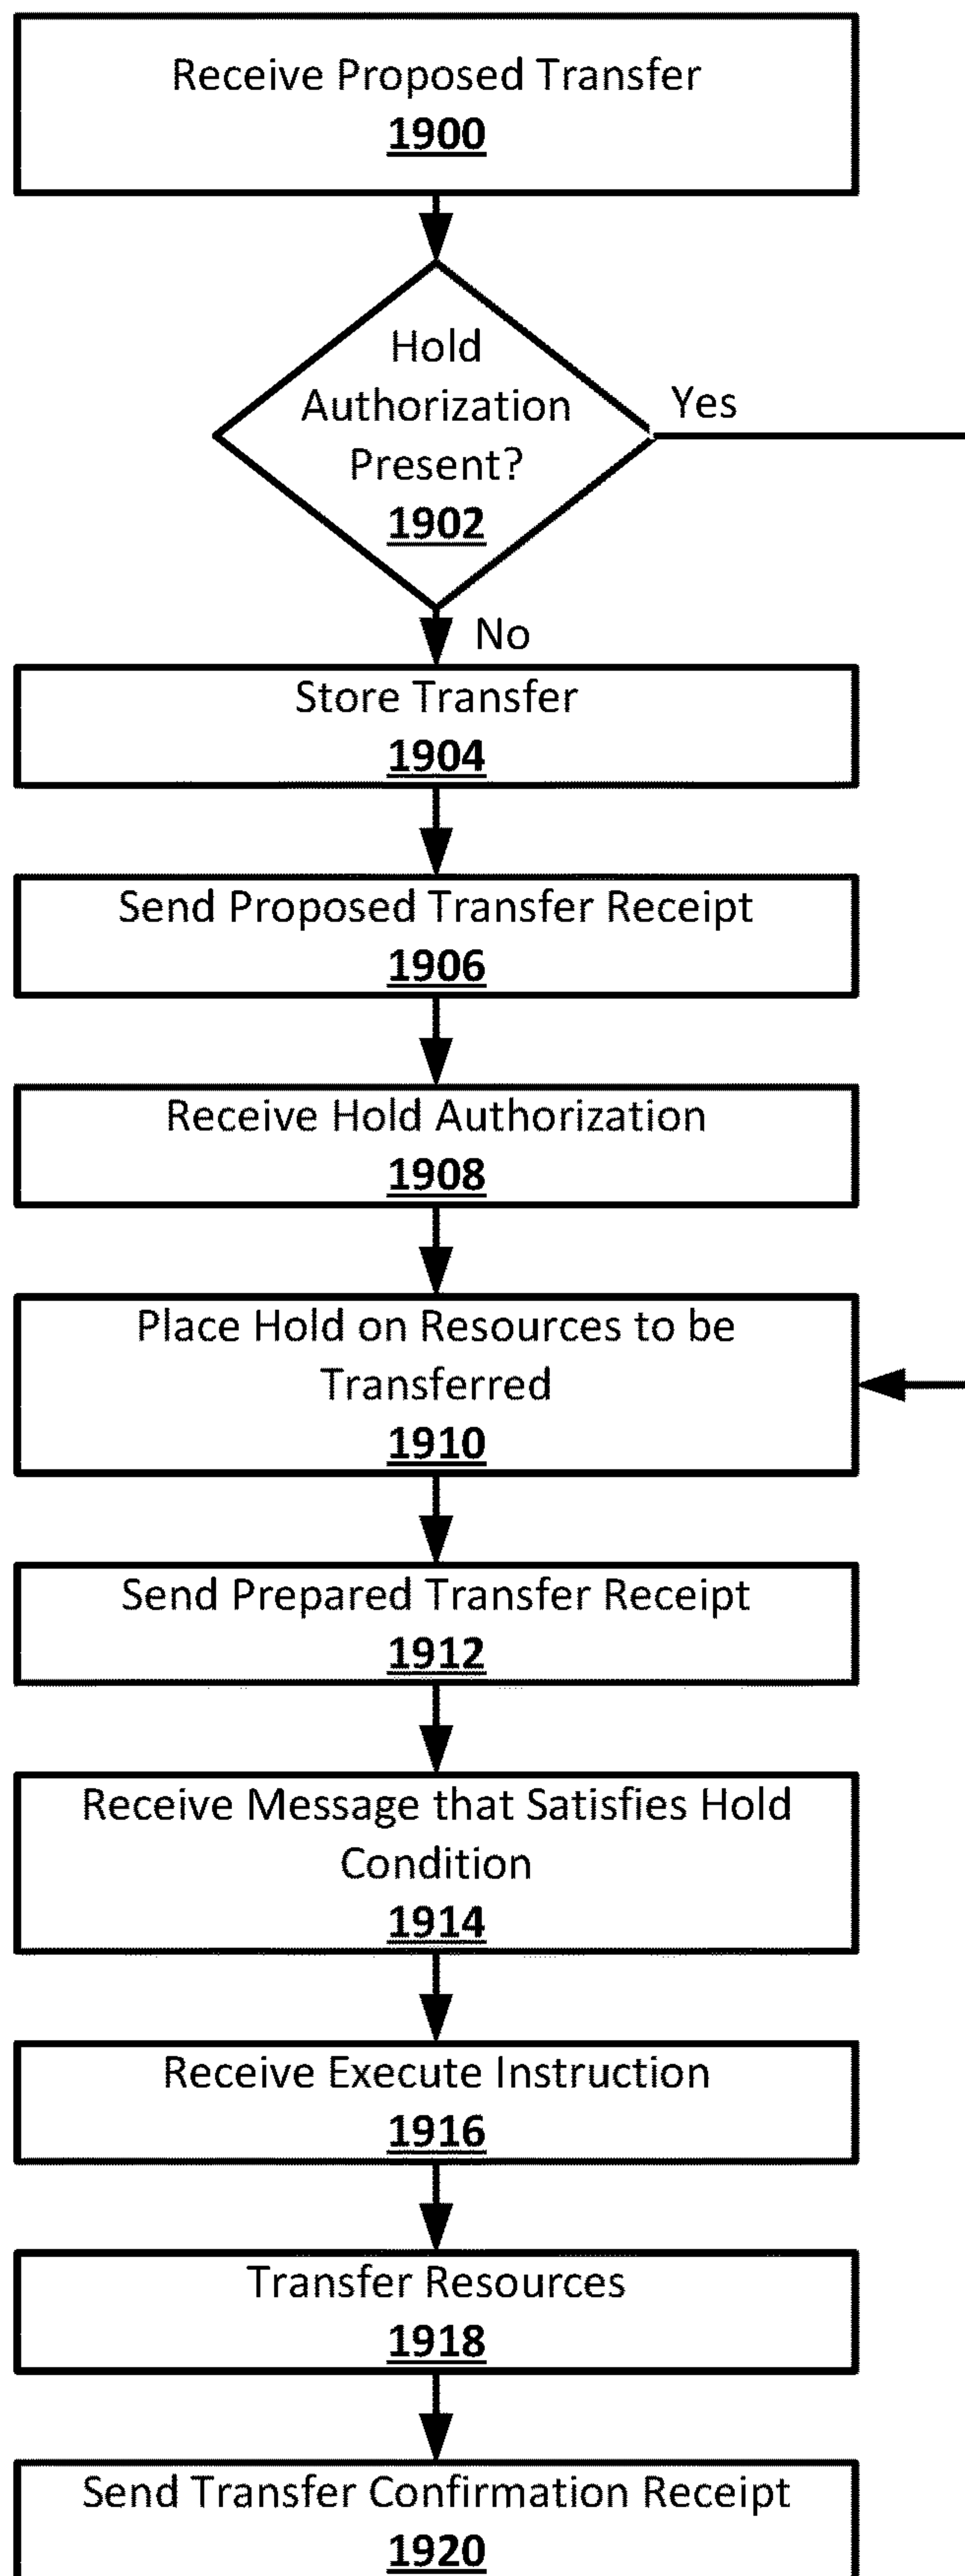 Receive Proposed Transfer
1900
Hold
Authorization
Present?
1902
Yes
No
Store Transfer
1904
Send Proposed Transfer Receipt
1906
Receive Hold Authorization
1908
Place Hold on Resources to be
Transferred
1910
Send Prepared Transfer Receipt
1912
Receive Message that Satisfies Hold
Condition
1914
Receive Execute Instruction
1916
Transfer Resources
1918
Send Transfer Confirmation Receipt
1920